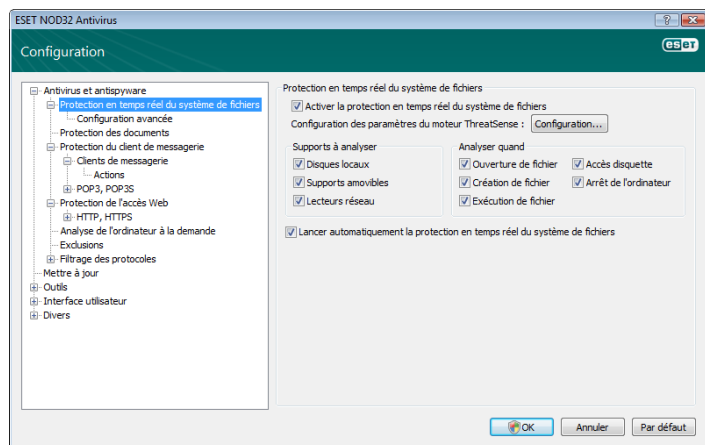 ESET NOD32 Antivirus
Configuration
eseT
Antivirus et antispyware
Protection en temps réel du système de fichiers
Configuration avancée
Protection des documents
Protection du client de messagerie
Clients de messagerie
Actions
POP3, POP3S
Protection de l'accès Web
HTTP, HTTPS
Analyse de l'ordinateur à la demande
Exclusions
Filtrage des protocoles
Mettre à jour
Outils
Interface utilisateur
Divers
Protection en temps réel du système de fichiers
Activer la protection en temps réel du système de fichiers
Configuration des paramètres du moteur ThreatSense : Configuration...
Supports à analyser
Disques locaux
Supports amovibles
Lecteurs réseau
Analyser quand
Ouverture de fichier Accès disquette
Création de fichier Arrêt de l'ordinateur
Exécution de fichier
Lancer automatiquement la protection en temps réel du système de fichiers
OK Annuler Par défaut